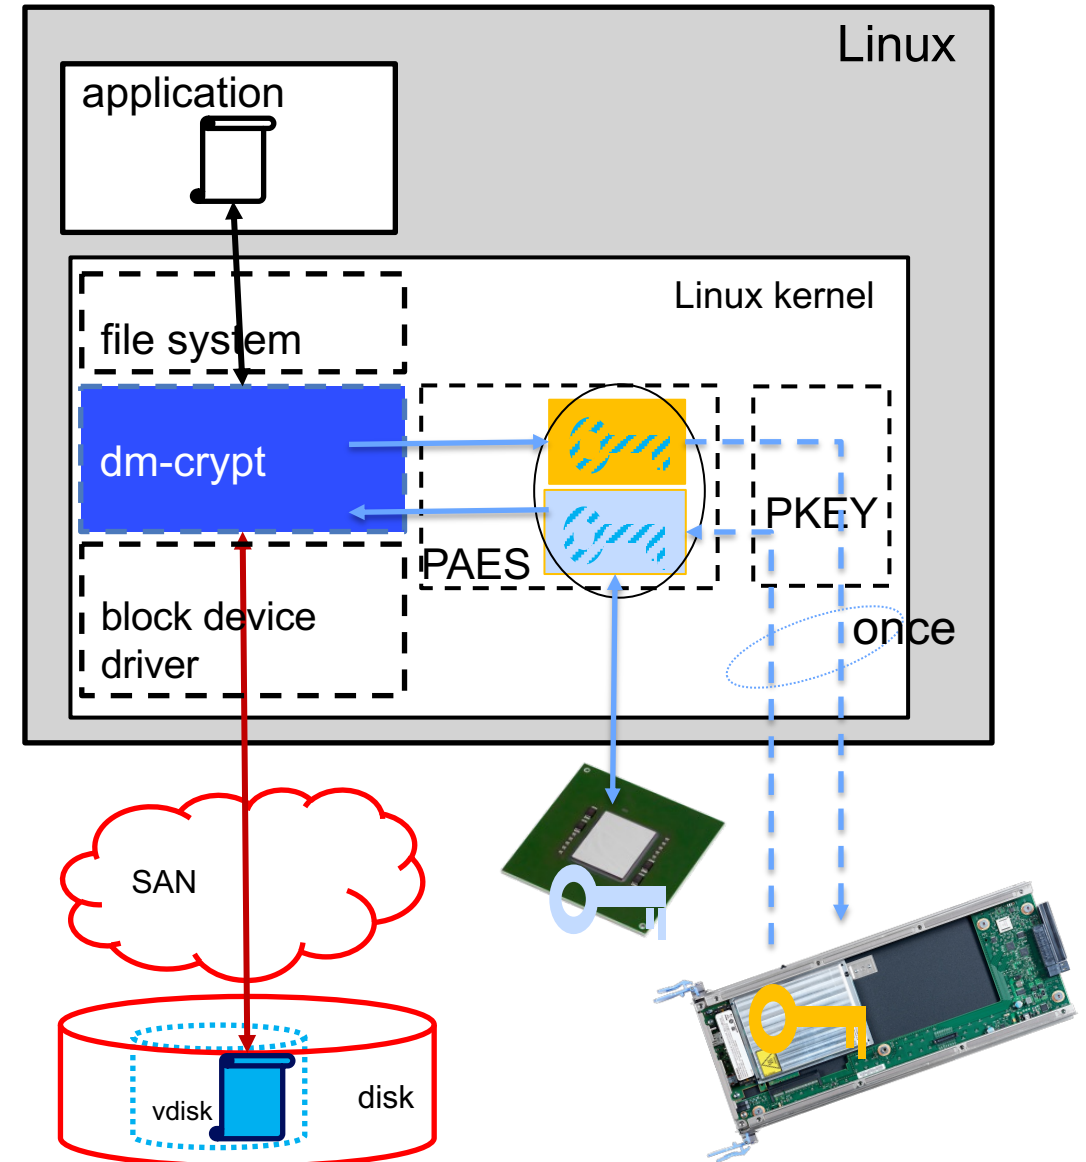 Linux
application
Linux kernel
file system
dm-crypt
PKEY
PAES
block device
driver
once
SAN
vdisk
disk